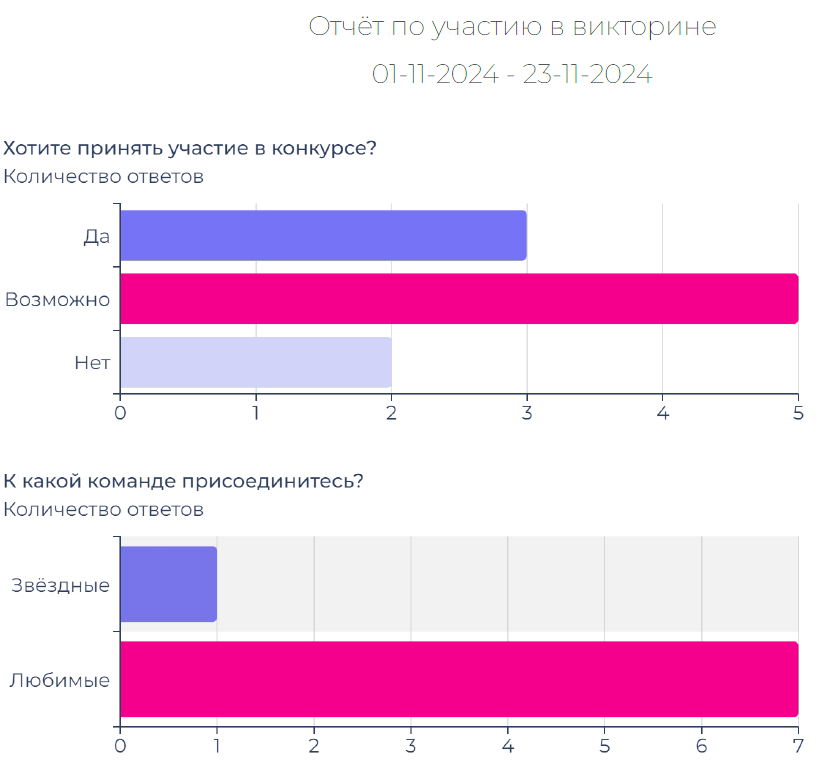 Отчёт по участию в викторине
01-11-2024 - 23-11-2024
Хотите принять участие в конкурсе?
Количество ответов
Да
Возможно
Нет
0 1 2 3 4 5
К какой команде присоединитесь?
Количество ответов
Звёздные
Любимые
0 1 2 3 4 5 6 7